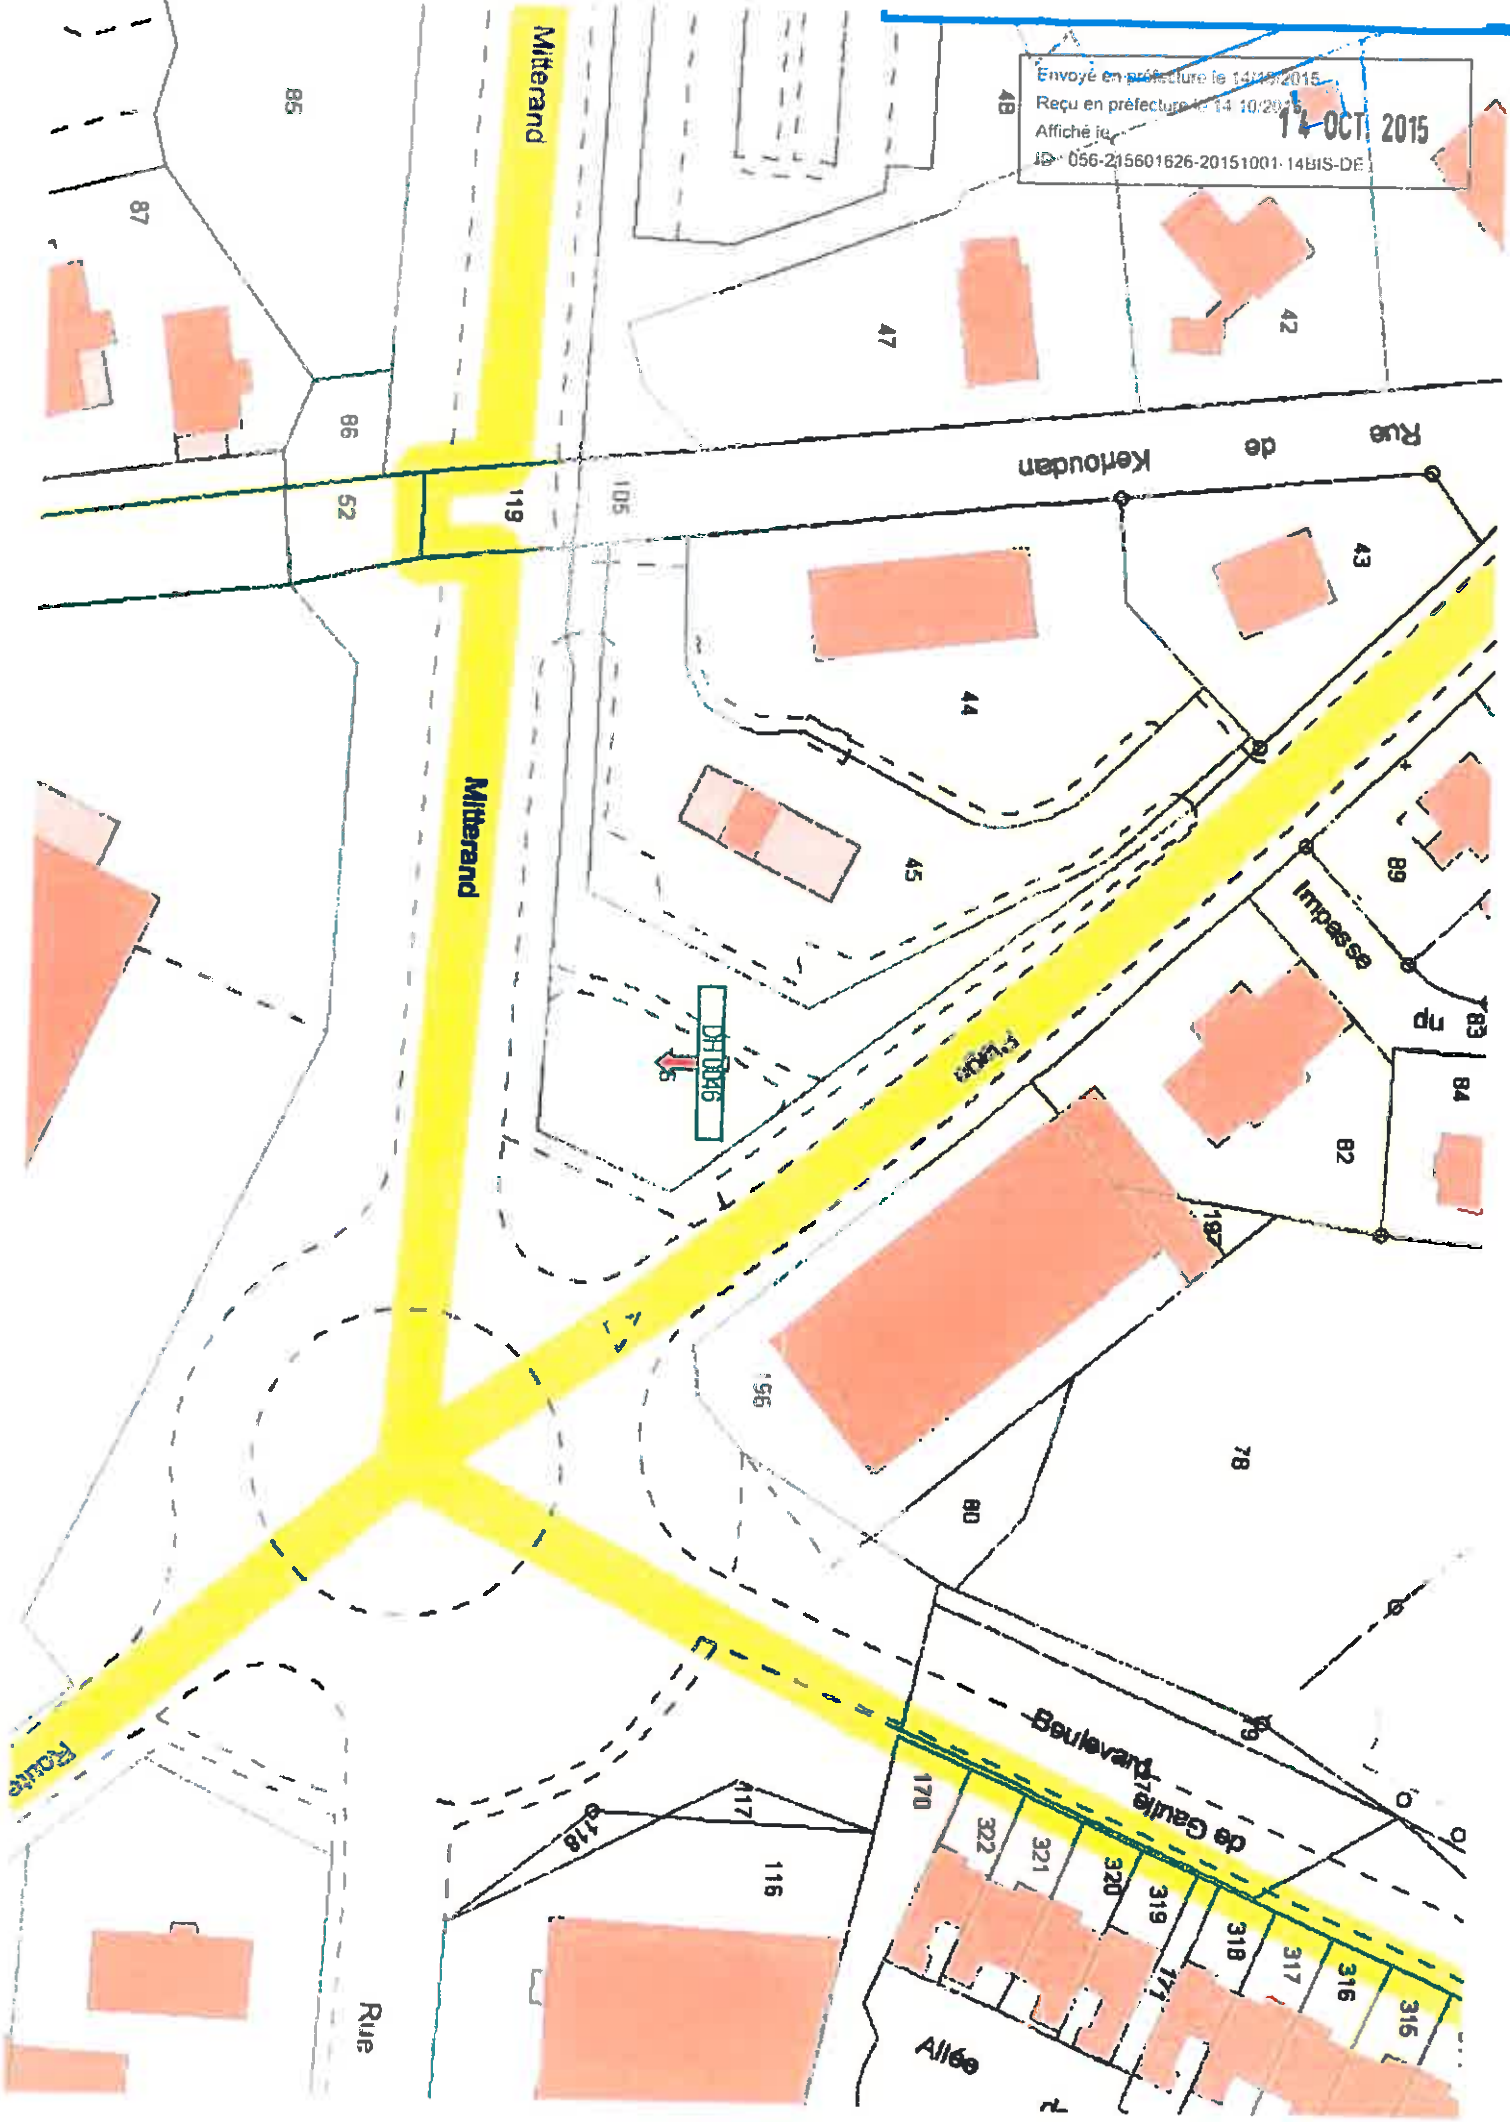 Envoyé en préfecture le 14/10/2015
Reçu en préfecture le 14/10/2015
Affiché le
14 OCT. 2015
ID : 056-215601626-20151001-14BIS-DE
Mitterand
85
87
48
42
47
Rue
de
Kerloudan
86
52
119
105
43
44
45
Mitterand
89
Impasse
du
83
84
82
DH 0046
Plage
197
196
78
80
79
Boulevard
de Gaulle
170
322
321
320
319
171
318
317
316
315
117
118
116
Route
Rue
Allée